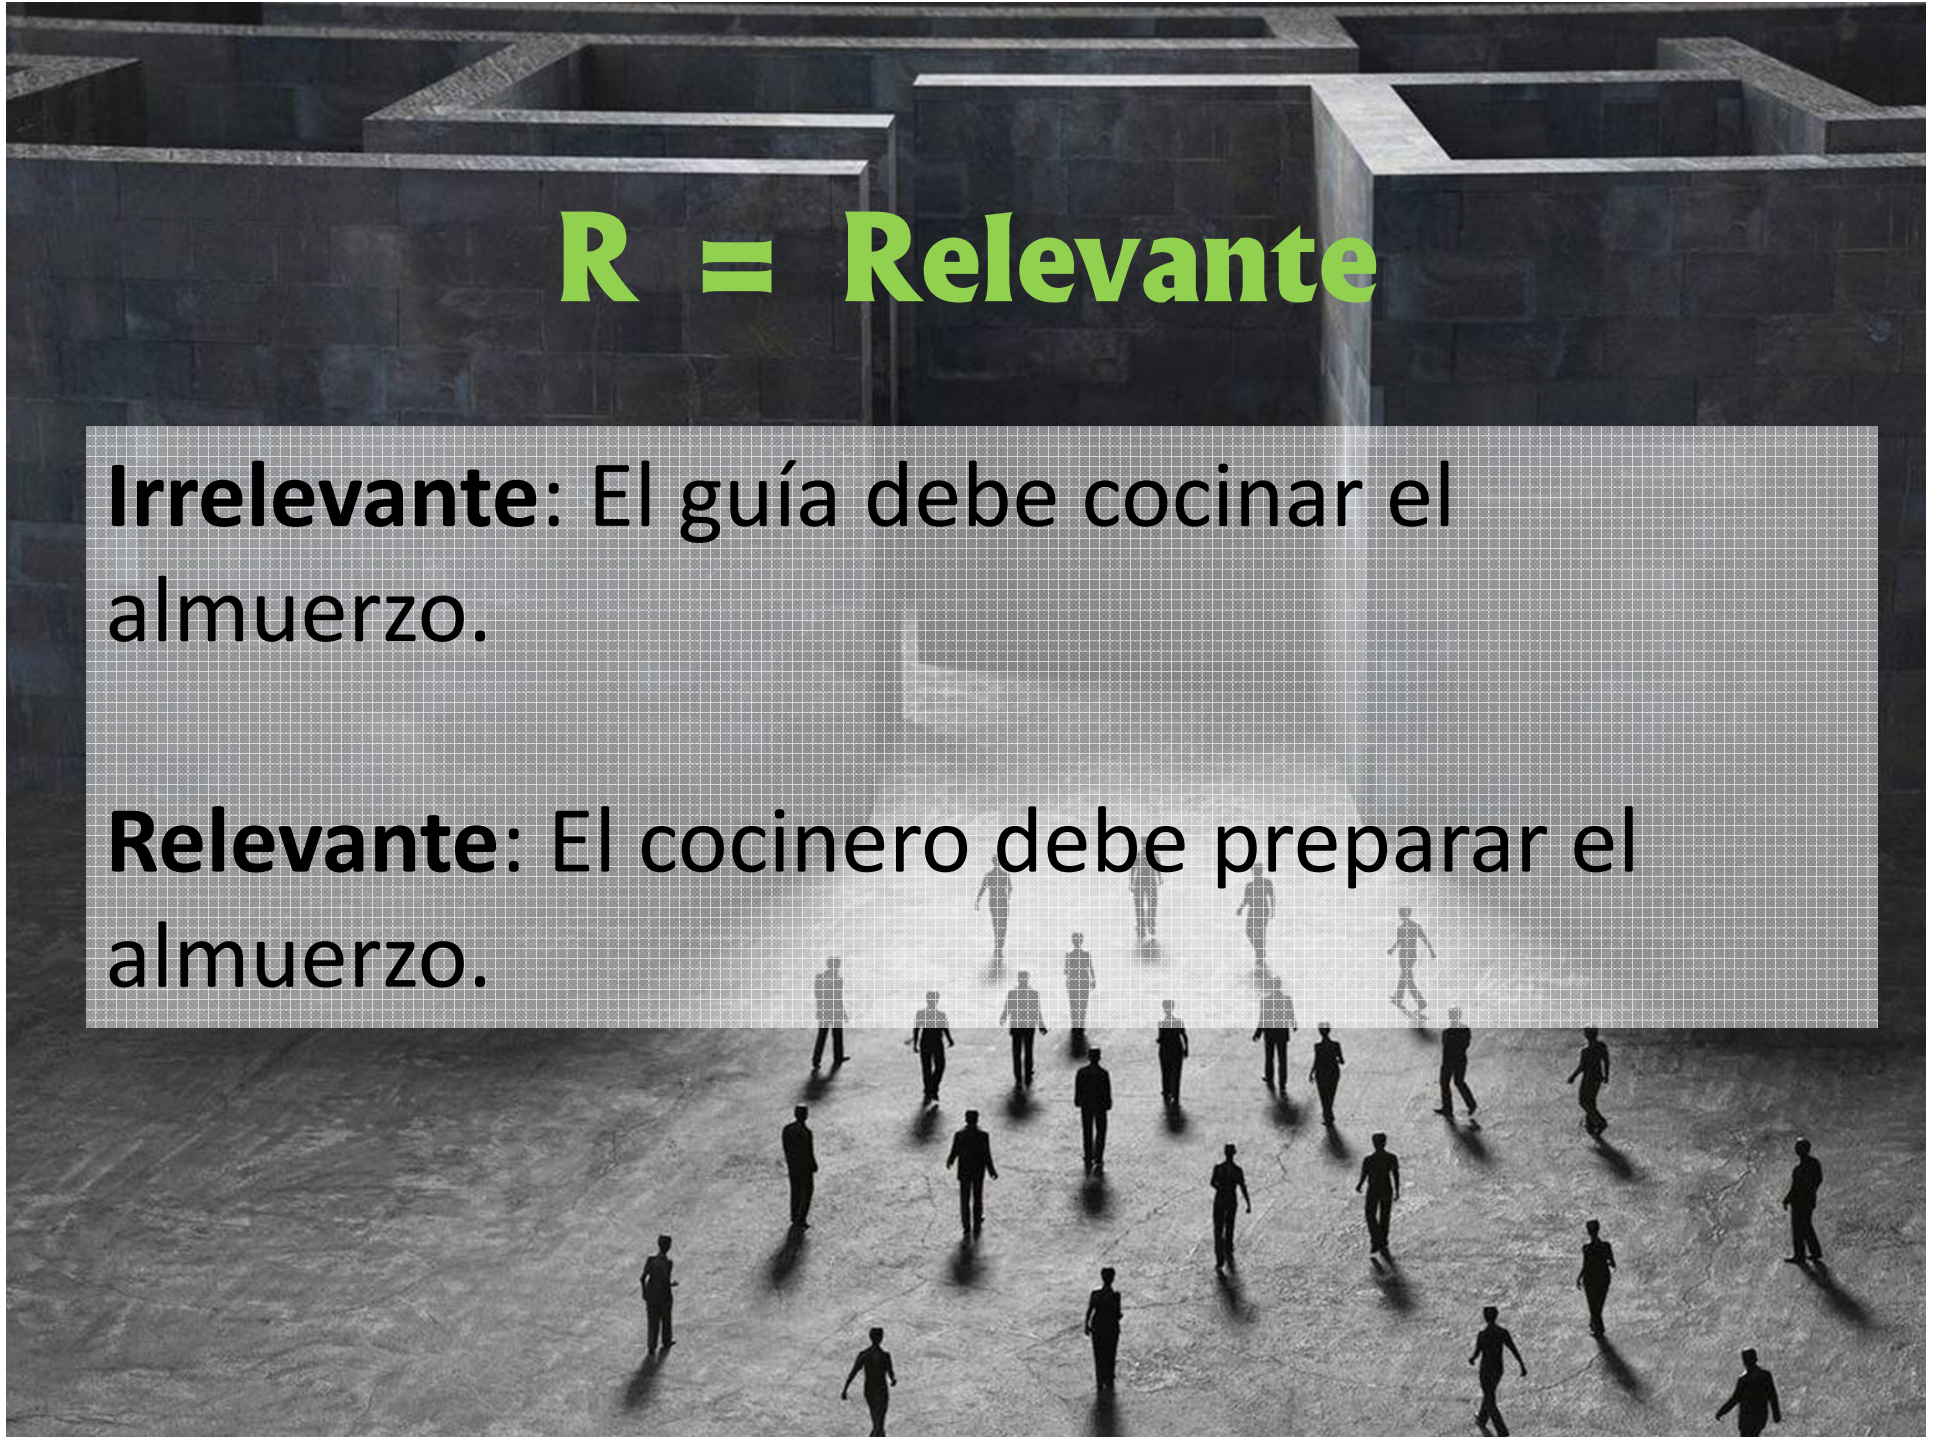 R = Relevante
Irrelevante: El guía debe cocinar el
almuerzo.
Relevante: El cocinero debe preparar el
almuerzo.